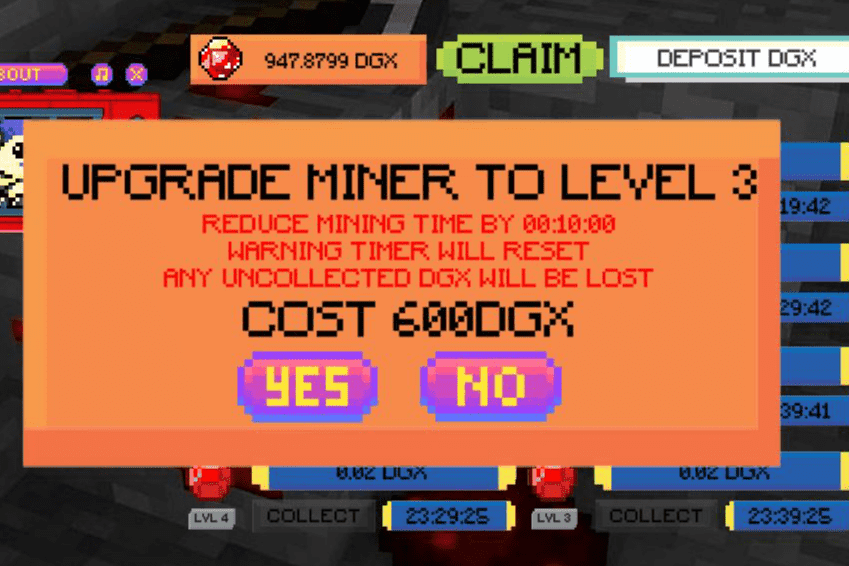 BOUT
947.8799 DGX
CLAIM
DEPOSIT DGX
UPGRADE MINER TO LEVEL 3
REDUCE MINING TIME BY 00:10:00
WARNING TIMER WILL RESET
ANY UNCOLLECTED DGX WILL BE LOST
COST 600DGX
YES
NO
19:42
29:42
39:41
0.02 DGX
0.02 DGX
LVL 4
COLLECT
23:29:25
LVL 3
COLLECT
23:39:25